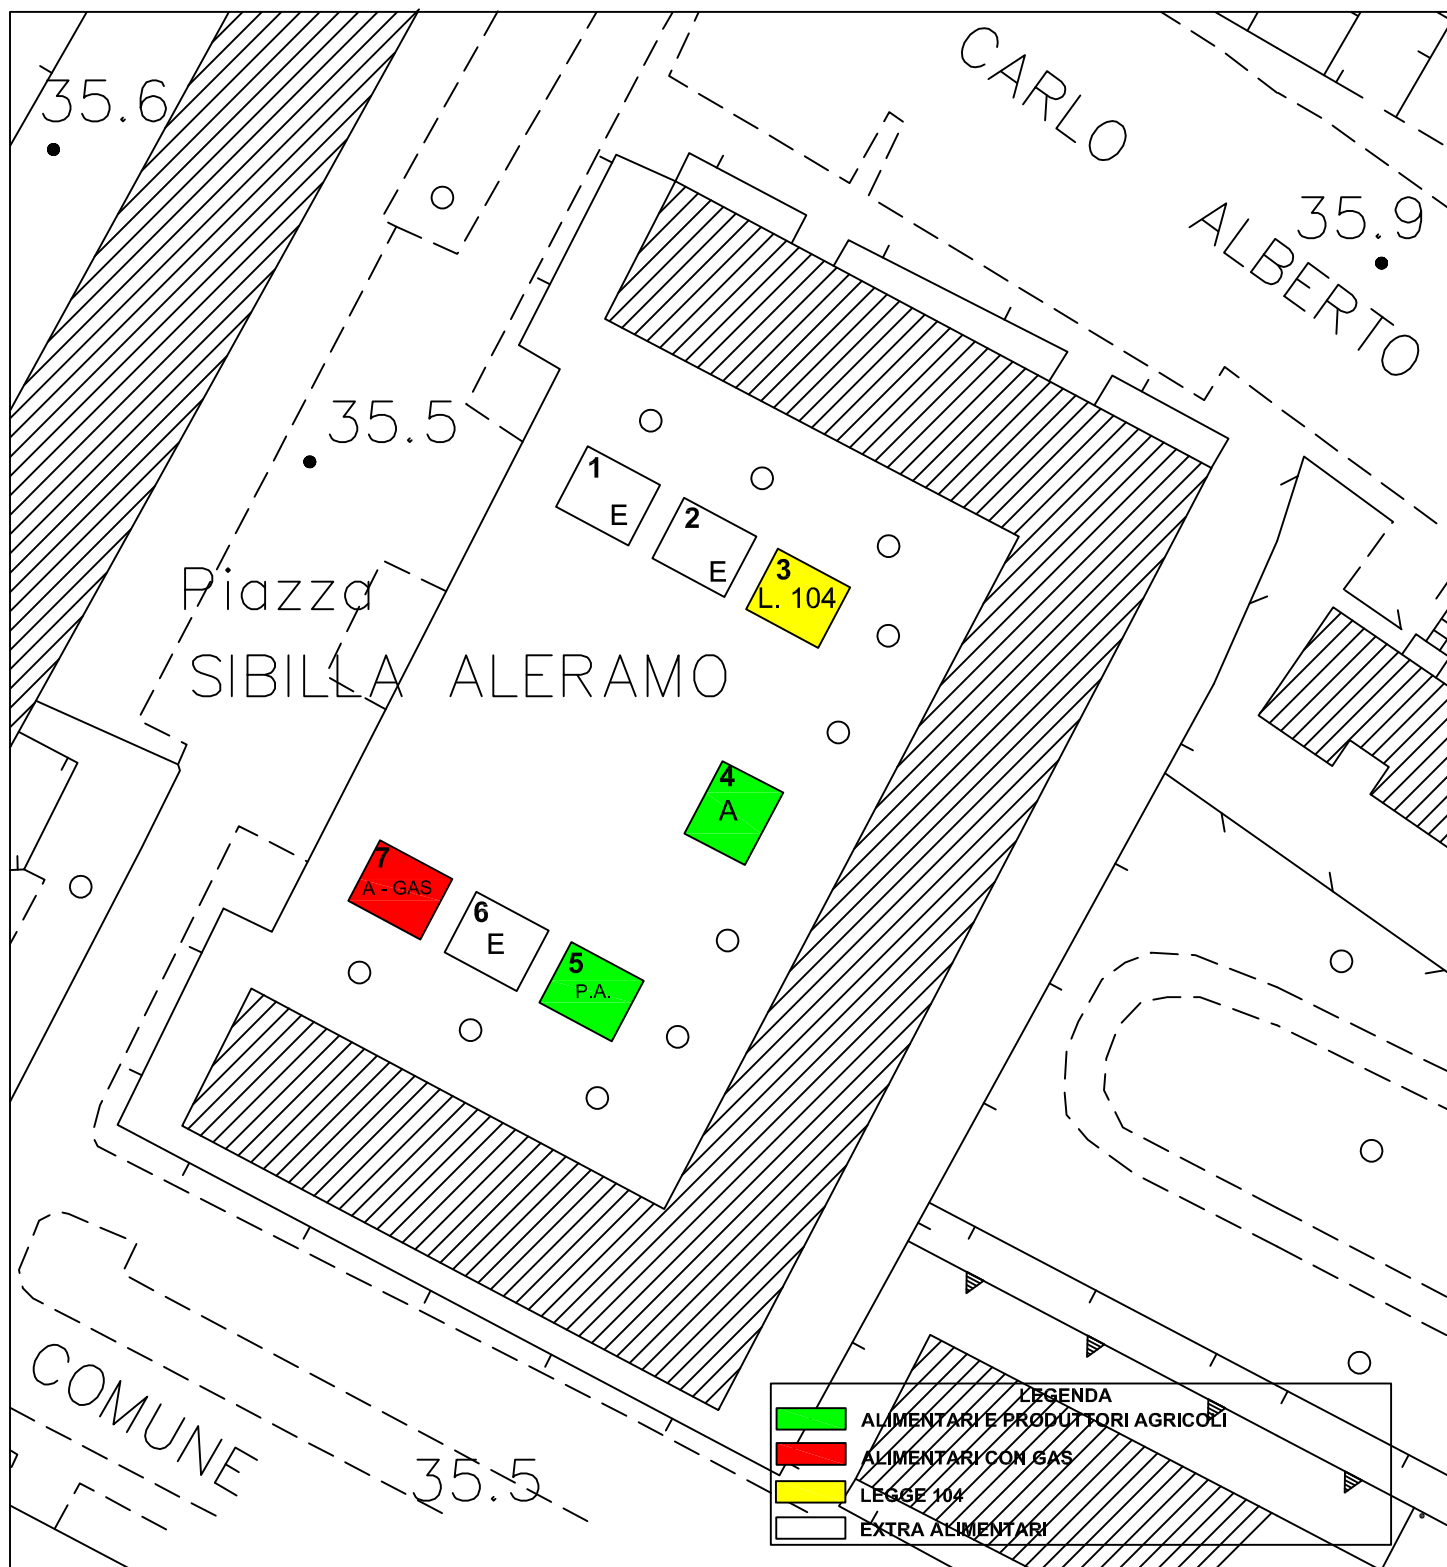 CARLO
ALBERTO
35.6
35.9
35.5
1
E
2
E
3
L. 104
Piazza
SIBILLA ALERAMO
4
A
7
A - GAS
6
E
5
P.A.
COMUNE
35.5
LEGENDA
ALIMENTARI E PRODUTTORI AGRICOLI
ALIMENTARI CON GAS
LEGGE 104
EXTRA ALIMENTARI